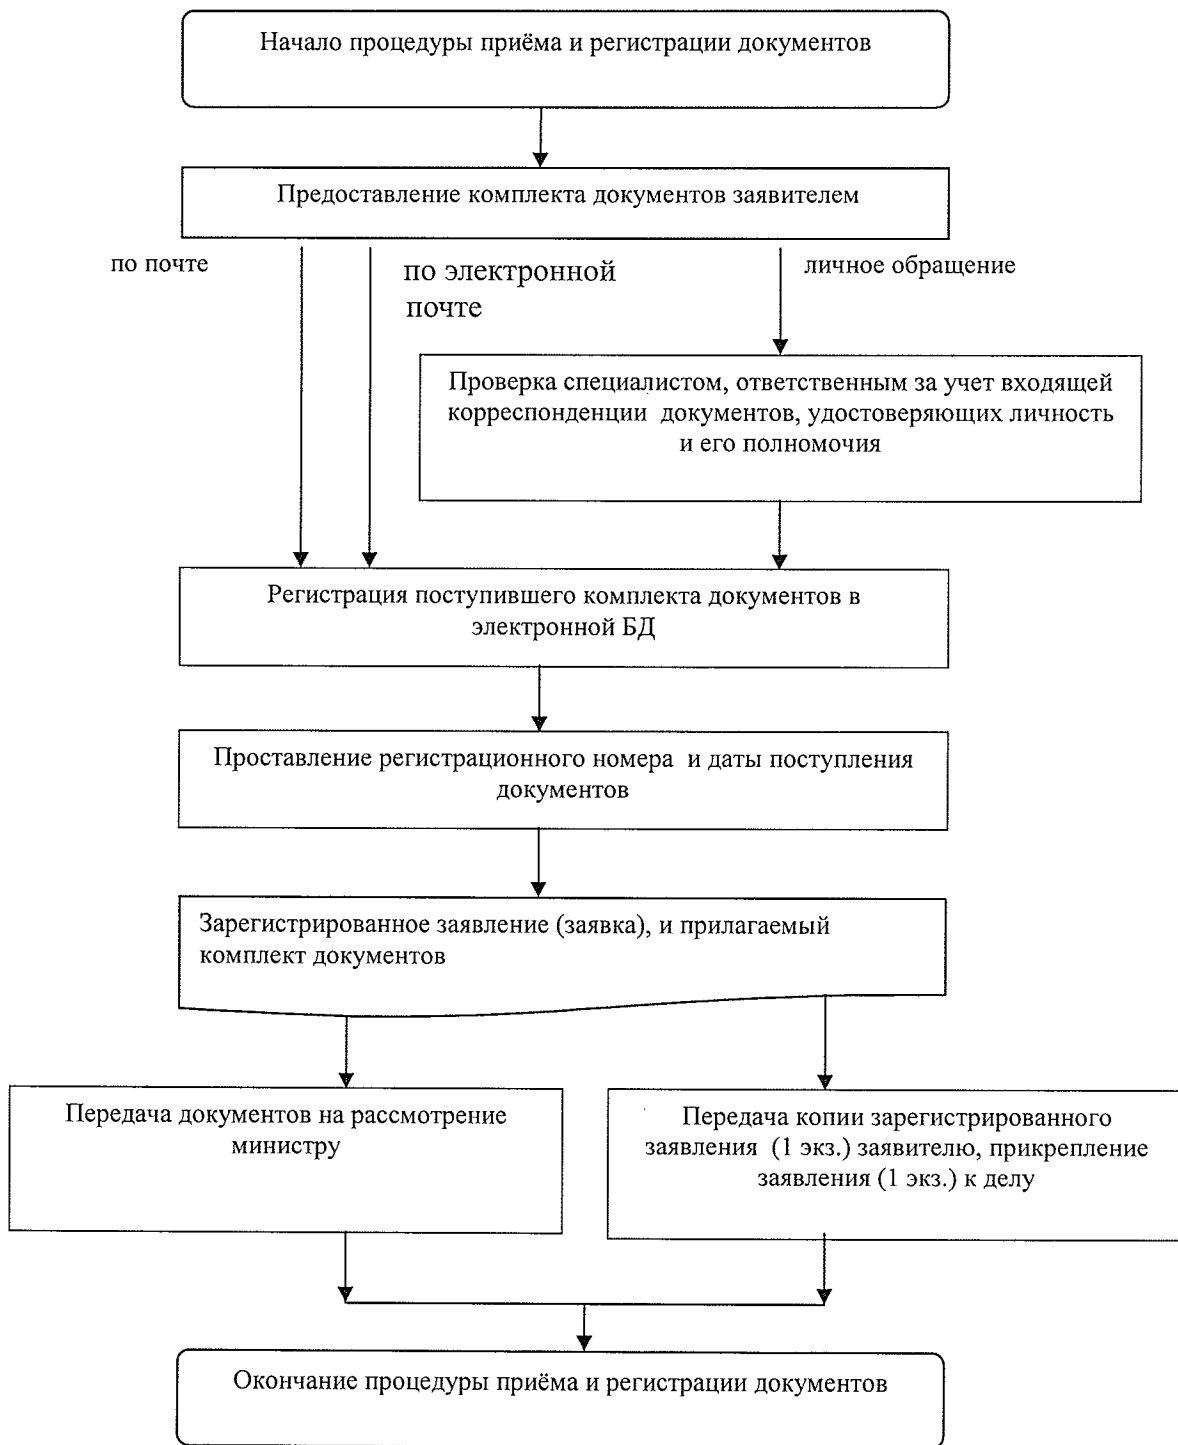 Начало процедуры приёма и регистрации документов
Предоставление комплекта документов заявителем
по почте
по электронной
почте
личное обращение
Проверка специалистом, ответственным за учет входящей
корреспонденции документов, удостоверяющих личность
и его полномочия
Регистрация поступившего комплекта документов в
электронной БД
Проставление регистрационного номера и даты поступления
документов
Зарегистрированное заявление (заявка), и прилагаемый
комплект документов
Передача документов на рассмотрение
министру
Передача копии зарегистрированного
заявления (1 экз.) заявителю, прикрепление
заявления (1 экз.) к делу
Окончание процедуры приёма и регистрации документов